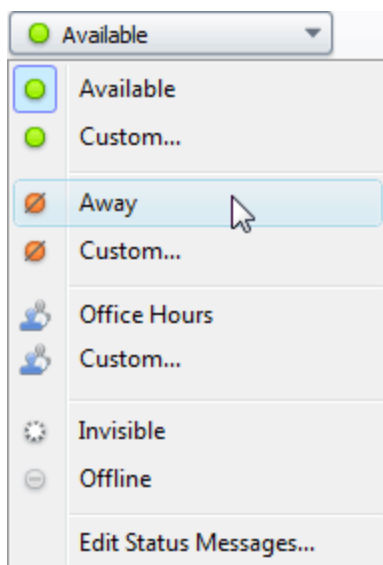 Available
Available
Custom...
Away
Custom...
Office Hours
Custom...
Invisible
Offline
Edit Status Messages...